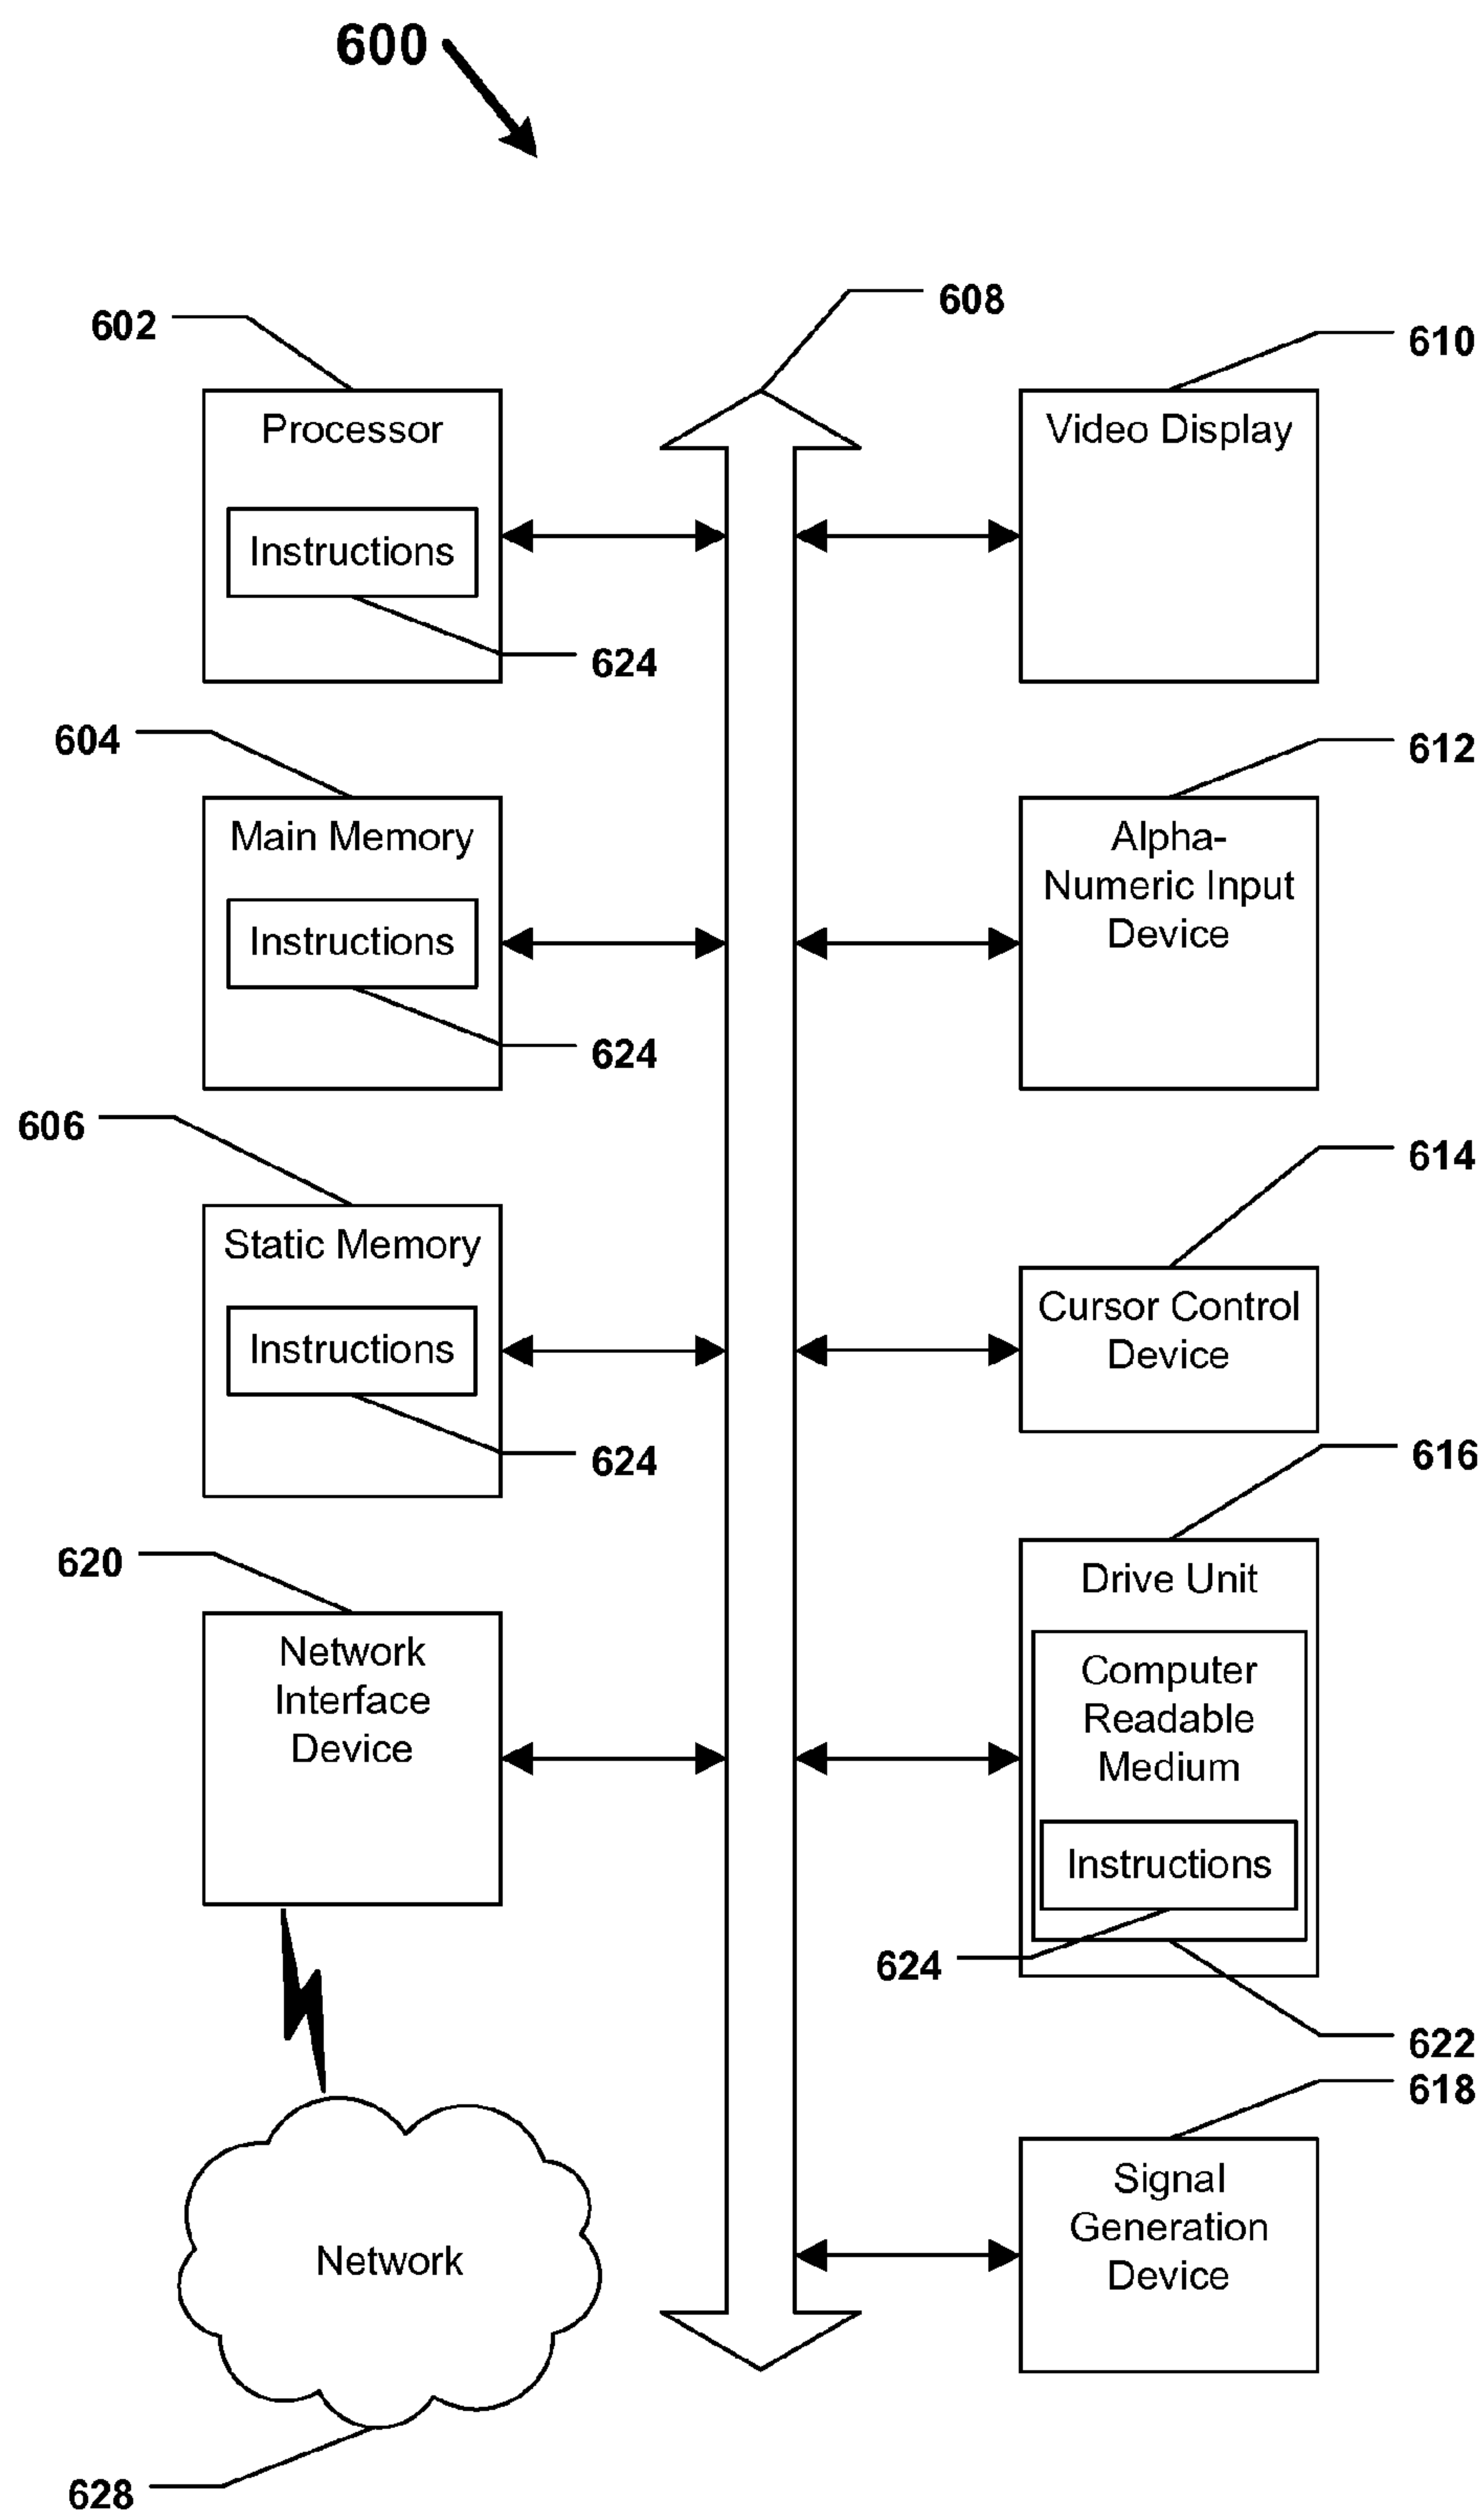 600
608
602
610
Processor
Instructions
624
Video Display
604
612
Main Memory
Instructions
624
Alpha-
Numeric Input
Device
606
614
Static Memory
Instructions
624
Cursor Control
Device
616
620
Network
Interface
Device
Drive Unit
Computer
Readable
Medium
Instructions
624
622
618
Signal
Generation
Device
Network
628